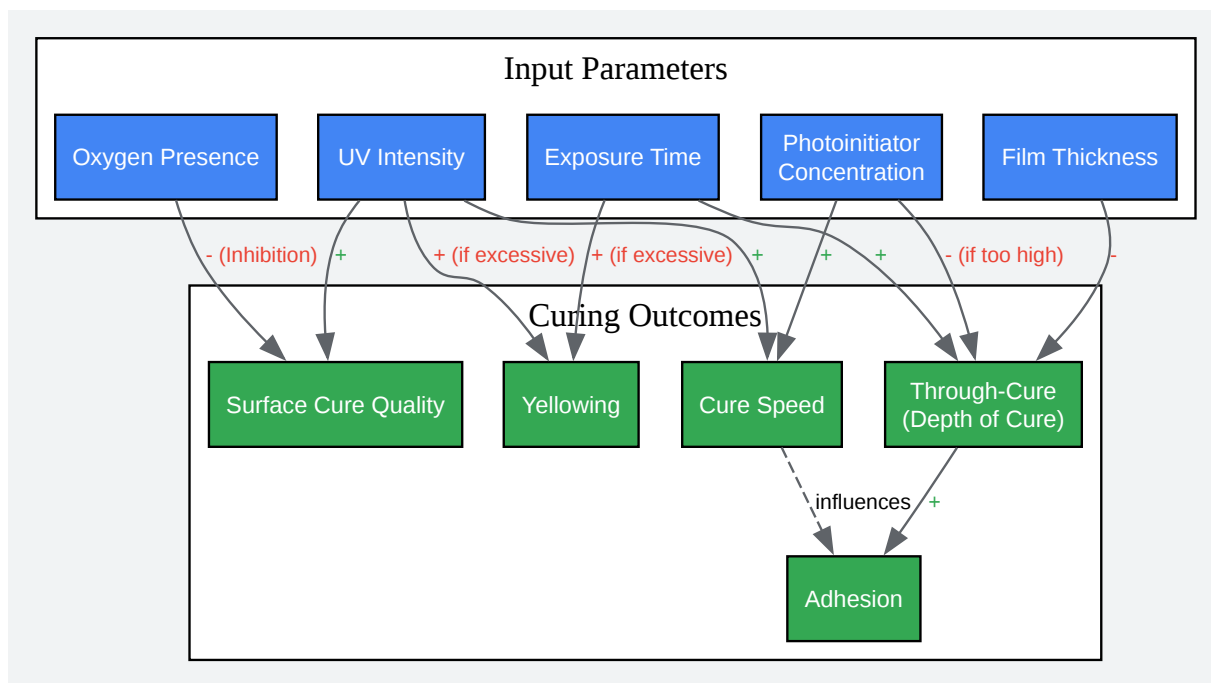 Input Parameters
Oxygen Presence
UV Intensity
Exposure Time
Photoinitiator
Concentration
Film Thickness
- (Inhibition)
+
+ (if excessive)
+ (if excessive)
+
+
+
- (if too high)
-
Curing Outcomes
Surface Cure Quality
Yellowing
Cure Speed
Through-Cure
(Depth of Cure)
influences
+
Adhesion